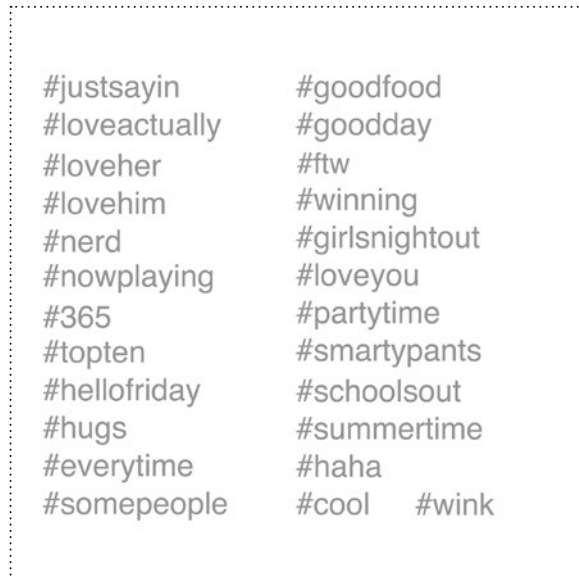 #justsayin
#loveactually
#loveher
#lovehim
#nerd
#nowplaying
#365
#topten
#hellofriday
#hugs
#everytime
#somepeople
#goodfood
#goodday
#ftw
#winning
#girlsnightout
#loveyou
#partytime
#smartypants
#schoolsout
#summertime
#haha
#cool #wink